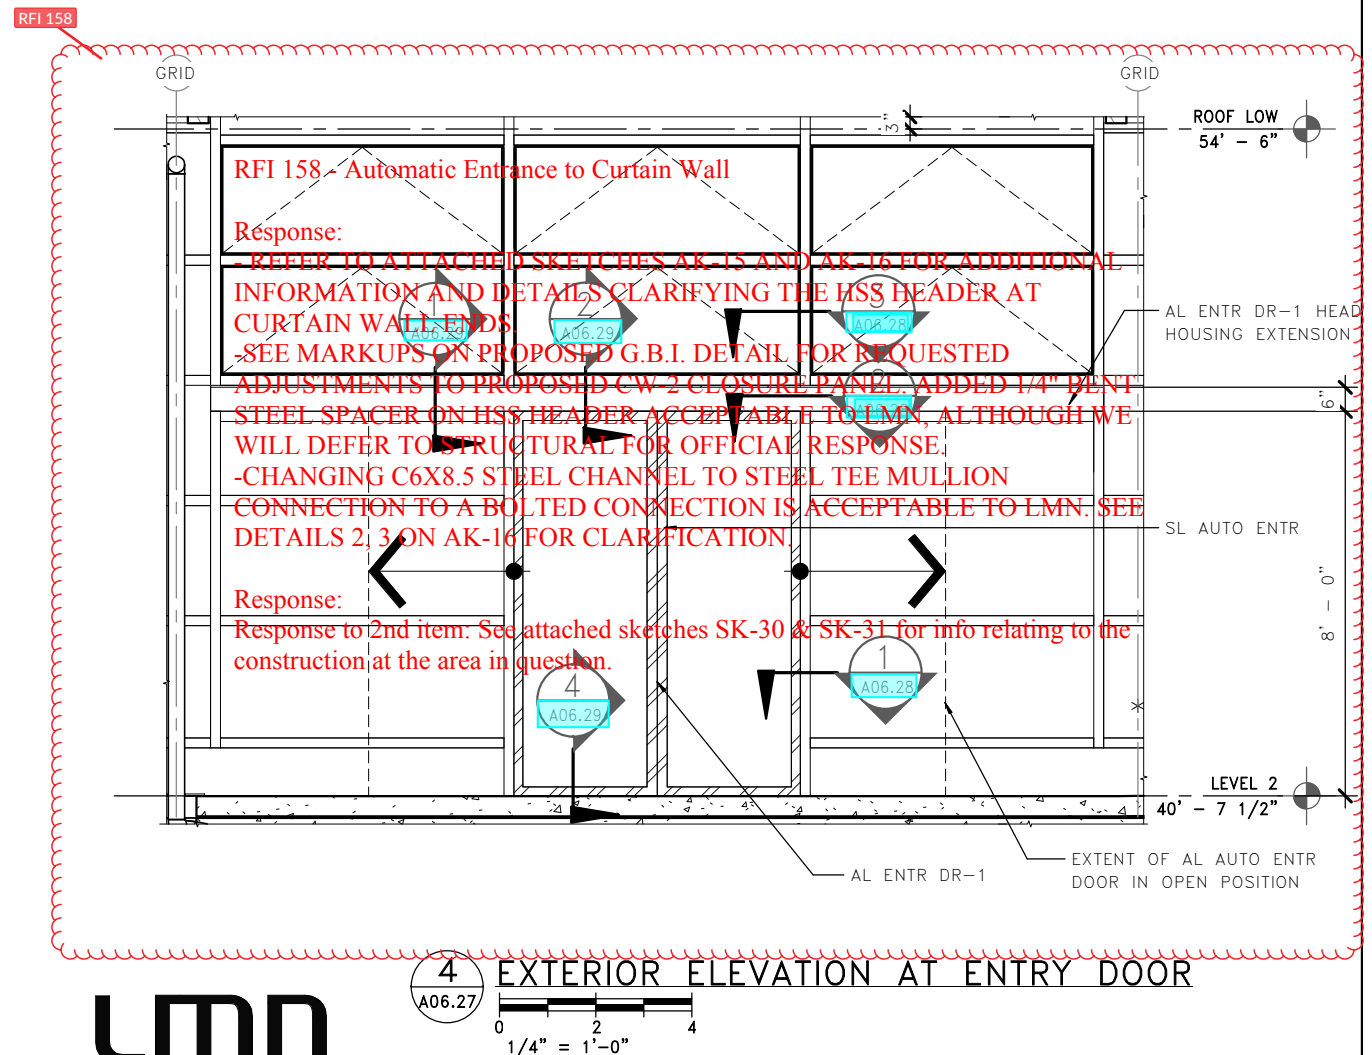 RFI 158
GRID
GRID
ROOF LOW
54' - 6"
3"
RFI 158 - Automatic Entrance to Curtain Wall
Response:
- REFER TO ATTACHED SKETCHES AK-15 AND AK-16 FOR ADDITIONAL
INFORMATION AND DETAILS CLARIFYING THE HSS HEADER AT
CURTAIN WALL ENDS.
-SEE MARKUPS ON PROPOSED G.B.I. DETAIL FOR REQUESTED
ADJUSTMENTS TO PROPOSED CW-2 CLOSURE PANEL. ADDED 1/4" BENT
STEEL SPACER ON HSS HEADER ACCEPTABLE TO LMN, ALTHOUGH WE
WILL DEFER TO STRUCTURAL FOR OFFICIAL RESPONSE.
-CHANGING C6X8.5 STEEL CHANNEL TO STEEL TEE MULLION
CONNECTION TO A BOLTED CONNECTION IS ACCEPTABLE TO LMN. SEE
DETAILS 2, 3 ON AK-16 FOR CLARIFICATION.
Response:
Response to 2nd item: See attached sketches SK-30 & SK-31 for info relating to the
construction at the area in question.
1
A06.29
2
A06.29
3
A06.28
2
AL ENTR DR-1 HEAD
HOUSING EXTENSION
6"
SL AUTO ENTR
8' - 0"
4
A06.29
1
A06.28
LEVEL 2
40' - 7 1/2"
AL ENTR DR-1
EXTENT OF AL AUTO ENTR
DOOR IN OPEN POSITION
4
A06.27
EXTERIOR ELEVATION AT ENTRY DOOR
0 2 4
1/4" = 1'-0"
LMN